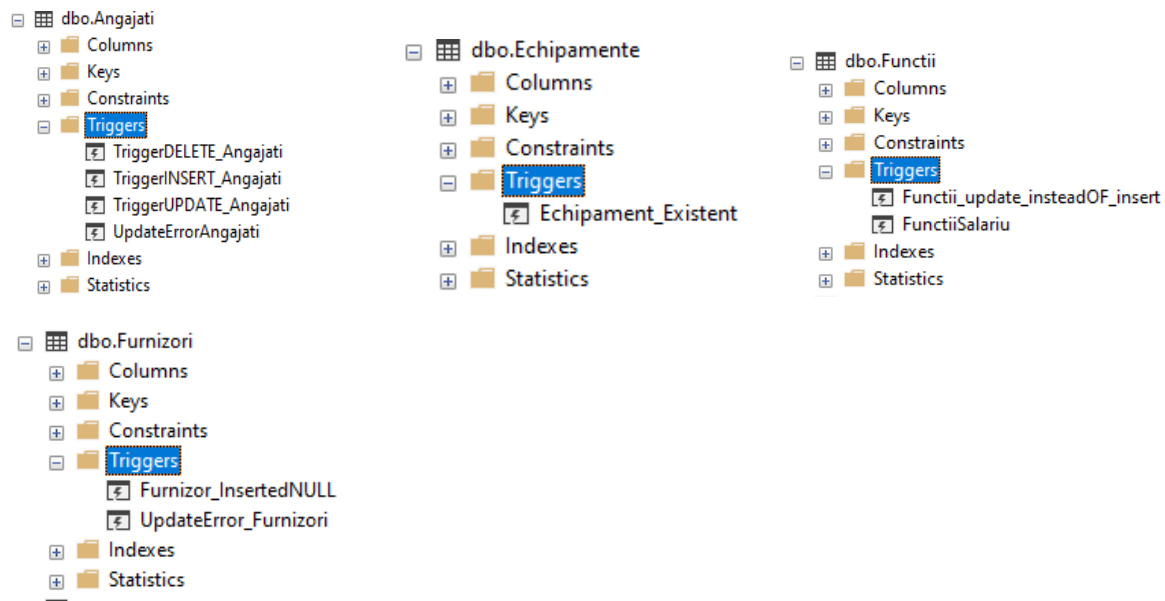 dbo.Angajati
Columns
Keys
Constraints
Triggers
TriggerDELETE_Angajati
TriggerINSERT_Angajati
TriggerUPDATE_Angajati
UpdateErrorAngajati
Indexes
Statistics
dbo.Echipamente
Columns
Keys
Constraints
Triggers
Echipament_Existent
Indexes
Statistics
dbo.Functii
Columns
Keys
Constraints
Triggers
Functii_update_insteadOF_insert
FunctiiSalariu
Indexes
Statistics
dbo.Furnizori
Columns
Keys
Constraints
Triggers
Furnizor_InsertedNULL
UpdateError_Furnizori
Indexes
Statistics